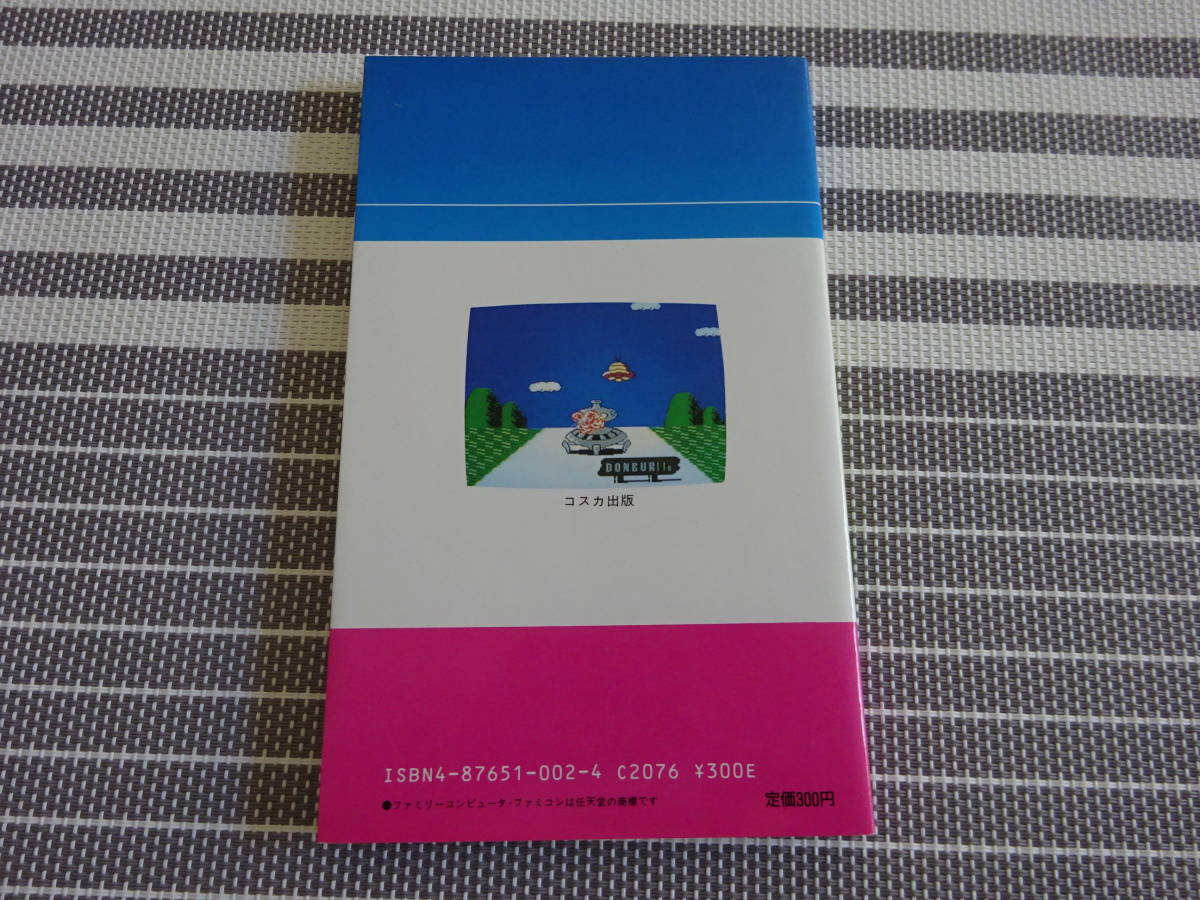 DONBURI
コスカ出版
ISBN4-87651-002-4 C2076 ¥300E
●ファミリーコンピュータ・ファミコンは任天堂の商標です
定価300円